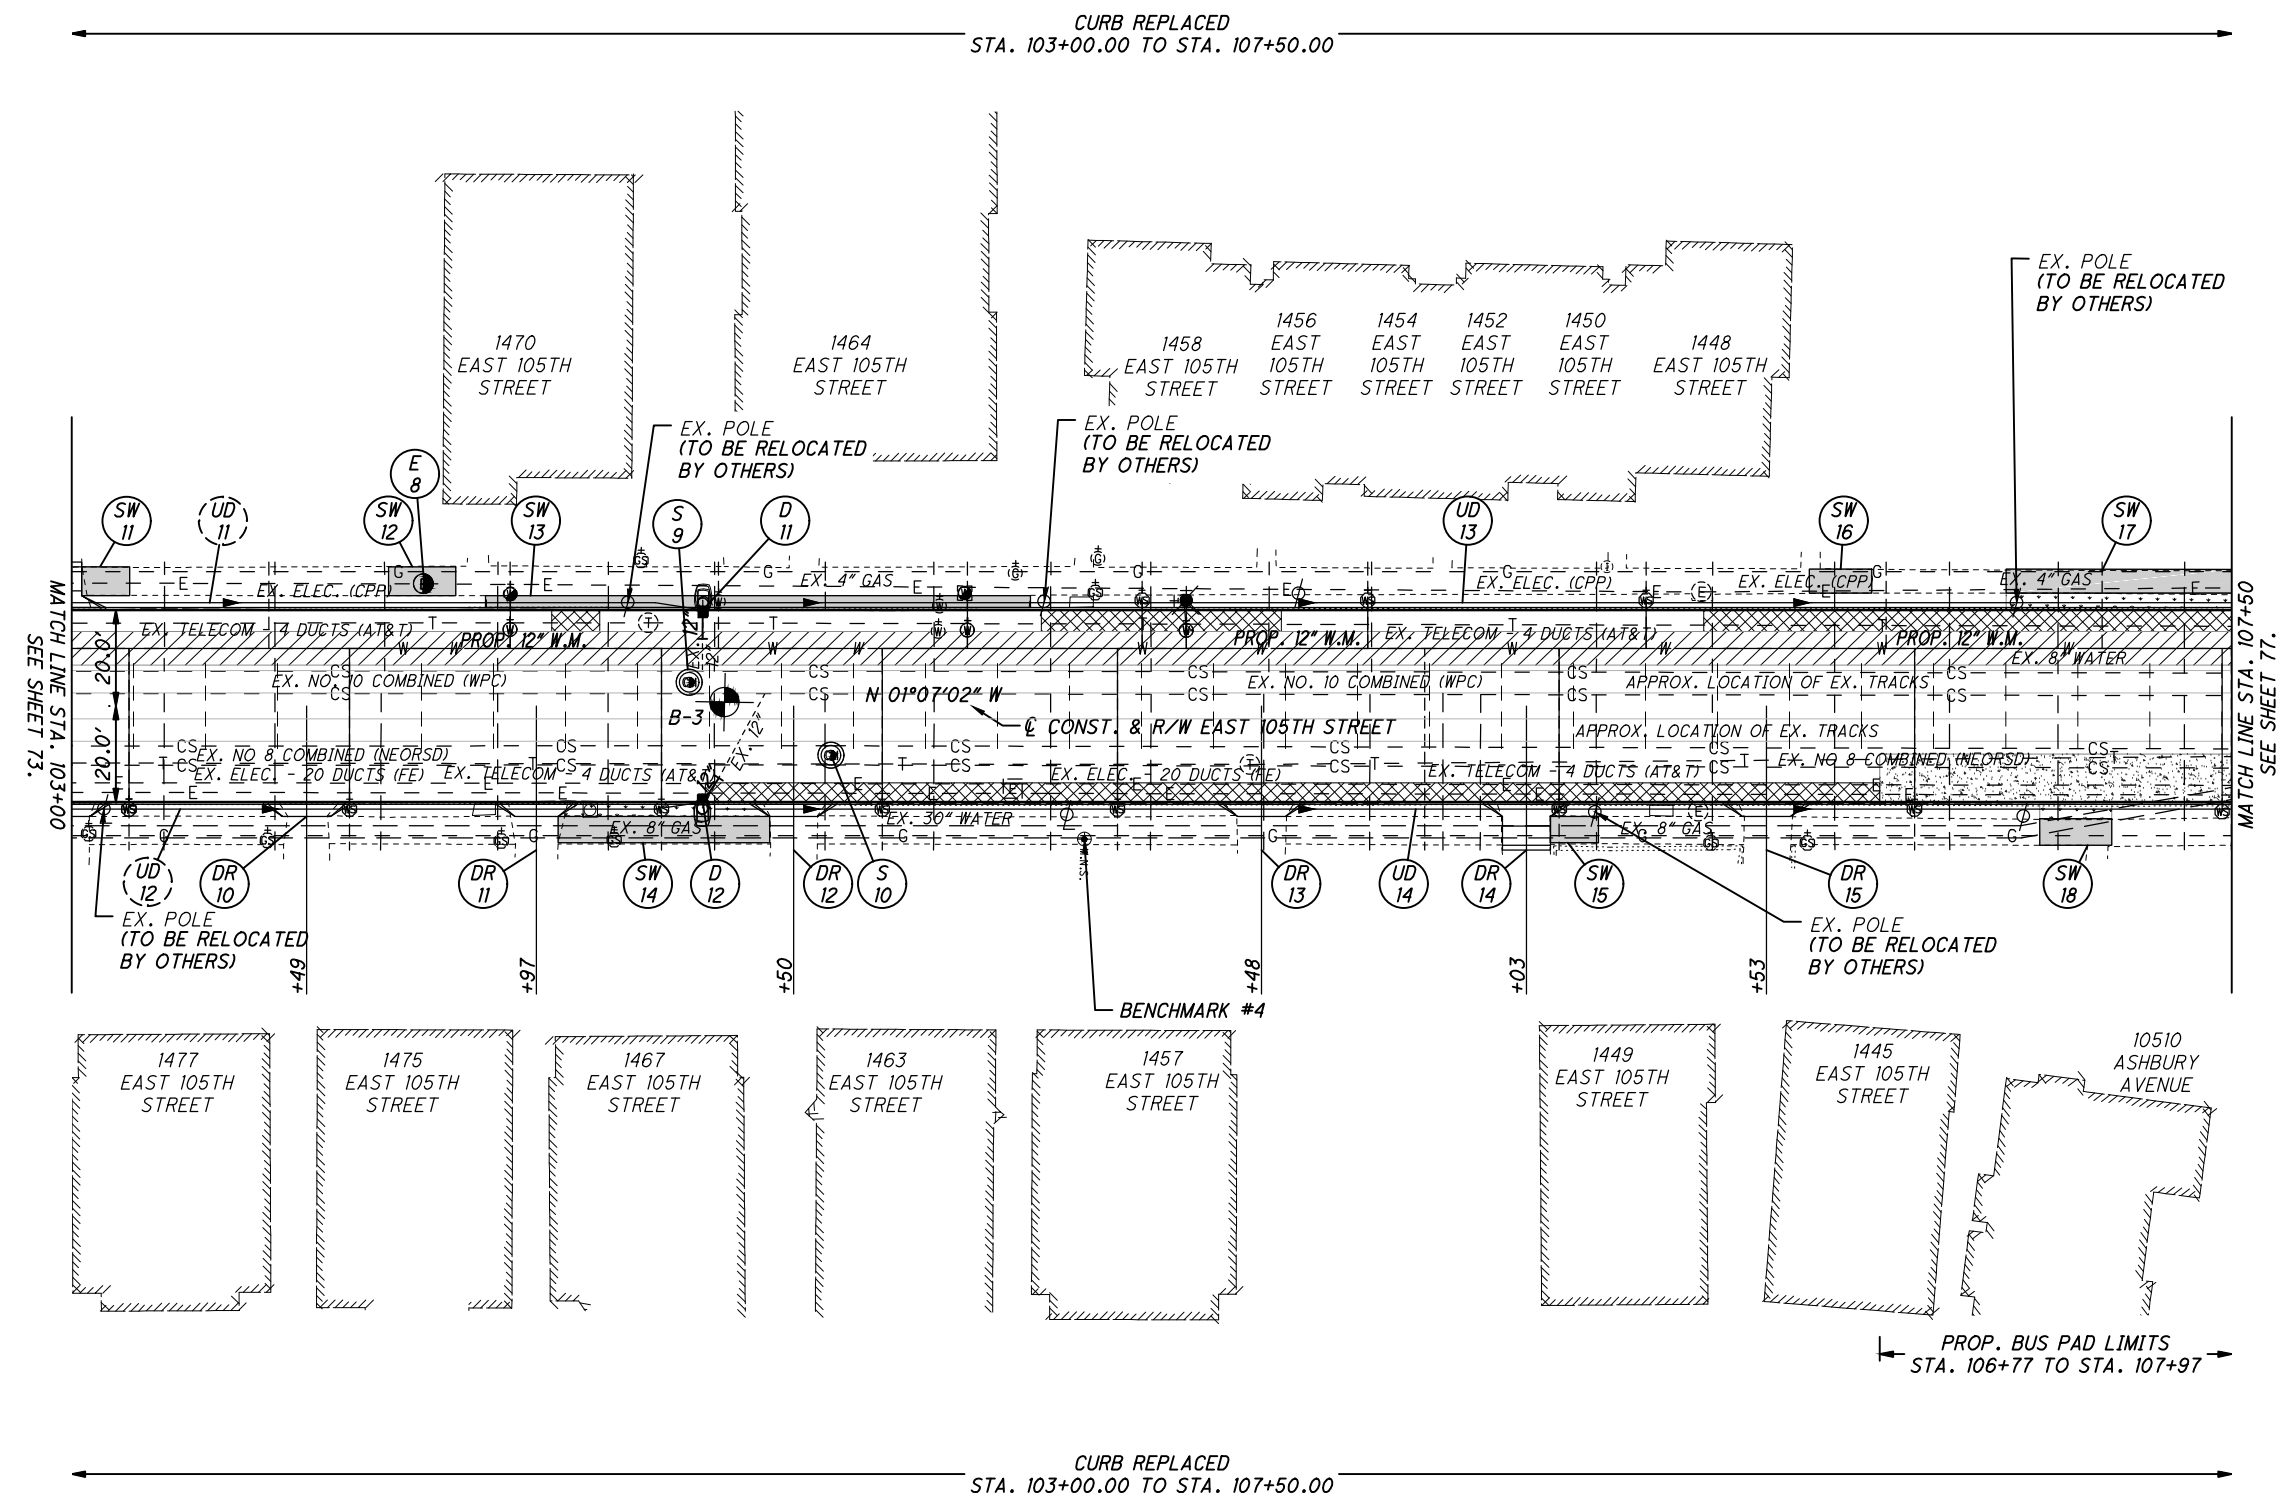 CURB REPLACED
STA. 103+00.00 TO STA. 107+50.00
1470
EAST 105TH
STREET
1464
EAST 105TH
STREET
1458
EAST 105TH
STREET
1456
EAST
105TH
STREET
1454
EAST
105TH
STREET
1452
EAST
105TH
STREET
1450
EAST
105TH
STREET
1448
EAST 105TH
STREET
EX. POLE
(TO BE RELOCATED
BY OTHERS)
EX. POLE
(TO BE RELOCATED
BY OTHERS)
EX. POLE
(TO BE RELOCATED
BY OTHERS)
SW
11
UD
11
SW
12
E
8
SW
13
S
9
D
11
UD
13
SW
16
SW
17
MATCH LINE STA. 103+00
SEE SHEET 73.
MATCH LINE STA. 107+50
SEE SHEET 77.
EX. ELEC. (CPP)
EX. 4" GAS
EX. ELEC. (CPP)
EX. ELEC. (CPP)
EX. 4" GAS
EX. TELECOM - 4 DUCTS (AT&T)
PROP. 12" W.M.
EX. 12"
PROP. 12" W.M.
EX. TELECOM - 4 DUCTS (AT&T)
PROP. 12" W.M.
EX. 8" WATER
20.0'
20.0'
EX. NO. 10 COMBINED (WPC)
EX. NO. 10 COMBINED (WPC)
APPROX. LOCATION OF EX. TRACKS
B-3
N 01°07'02" W
℄ CONST. & R/W EAST 105TH STREET
APPROX. LOCATION OF EX. TRACKS
EX. NO 8 COMBINED (NEORSD)
EX. NO 8 COMBINED (NEORSD)
EX. ELEC. - 20 DUCTS (FE)
EX. TELECOM - 4 DUCTS (AT&T)
EX. 12"
EX. ELEC. - 20 DUCTS (FE)
EX. TELECOM - 4 DUCTS (AT&T)
EX. 8" GAS
EX. 30" WATER
EX. 8" GAS
UD
12
DR
10
DR
11
SW
14
D
12
DR
12
S
10
DR
13
UD
14
DR
14
SW
15
DR
15
SW
18
EX. POLE
(TO BE RELOCATED
BY OTHERS)
EX. POLE
(TO BE RELOCATED
BY OTHERS)
+49
+97
+50
+48
+03
+53
BENCHMARK #4
1477
EAST 105TH
STREET
1475
EAST 105TH
STREET
1467
EAST 105TH
STREET
1463
EAST 105TH
STREET
1457
EAST 105TH
STREET
1449
EAST 105TH
STREET
1445
EAST 105TH
STREET
10510
ASHBURY
AVENUE
PROP. BUS PAD LIMITS
STA. 106+77 TO STA. 107+97
CURB REPLACED
STA. 103+00.00 TO STA. 107+50.00